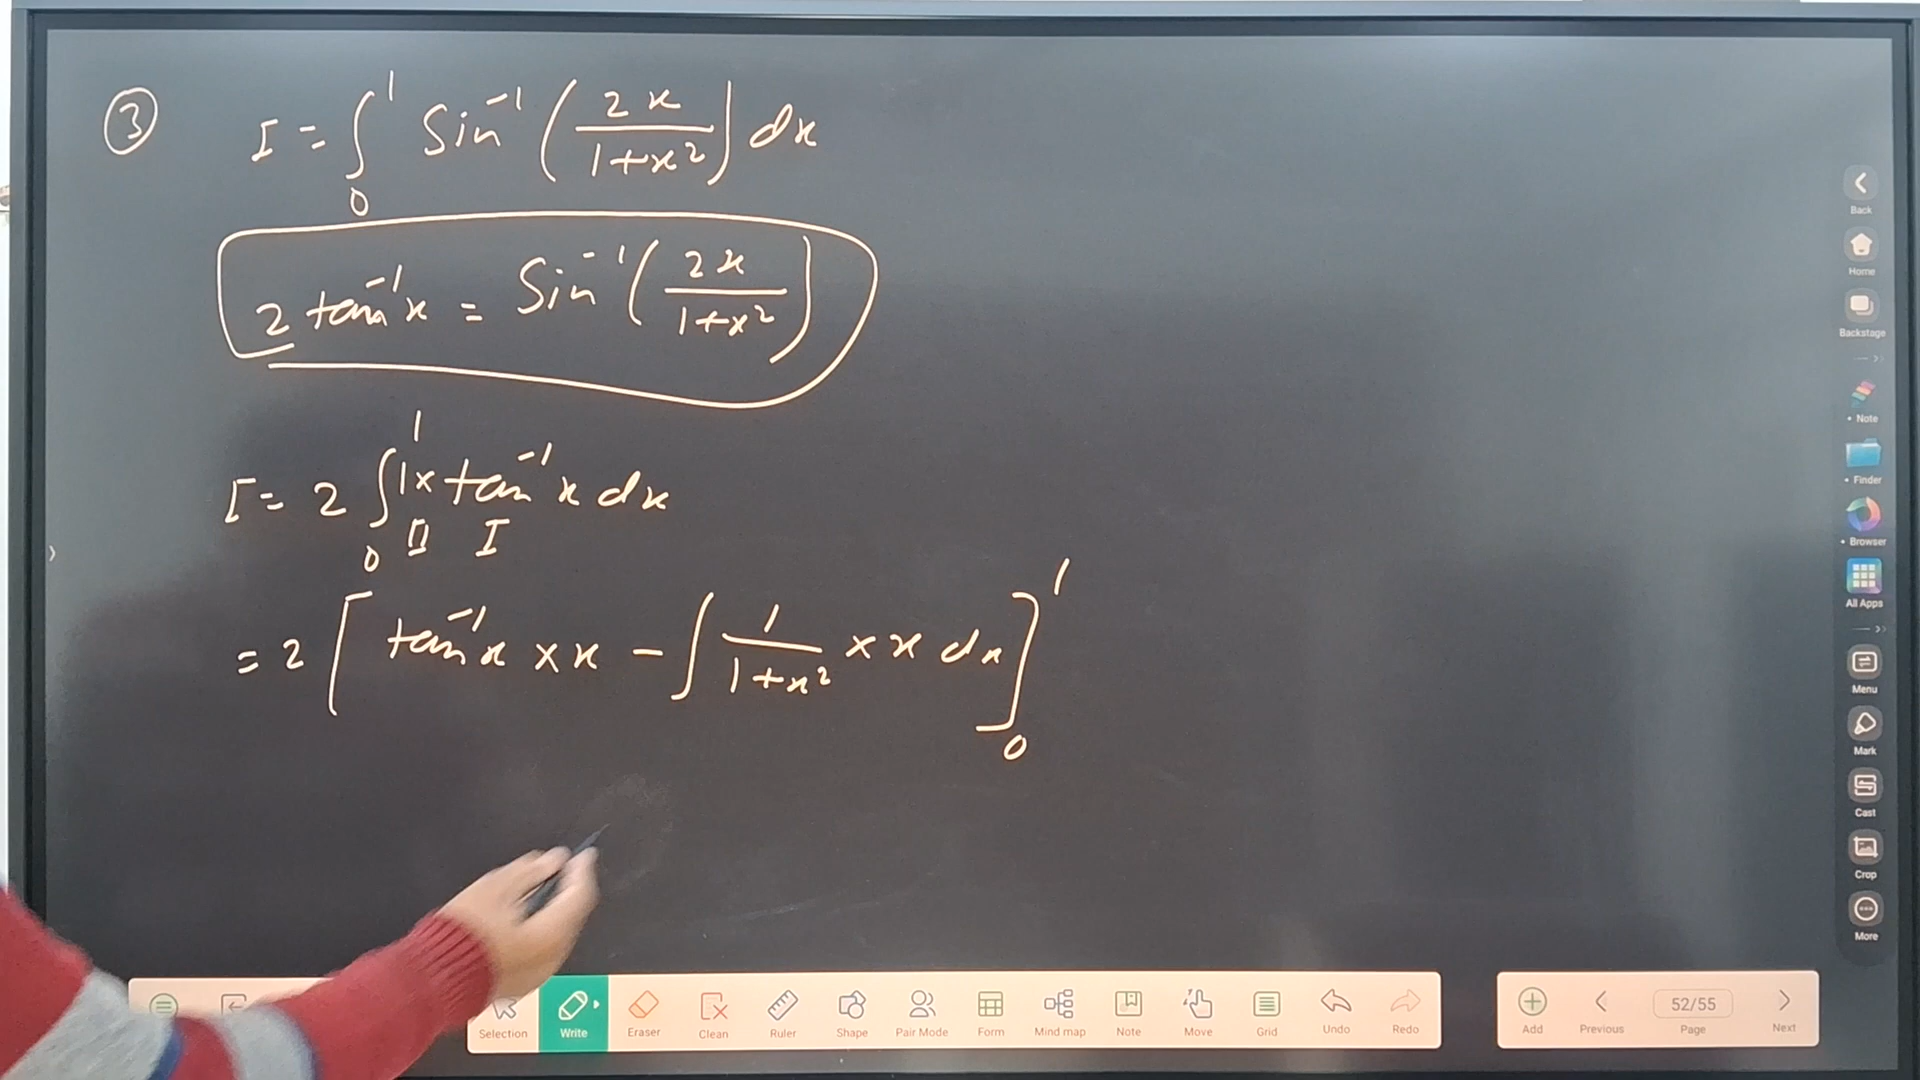 ③ I = ∫₀¹ Sin⁻¹ (2x/(1+x²)) dx
2 tan⁻¹x = Sin⁻¹ (2x/(1+x²))
I = 2 ∫₀¹ 1 × tan⁻¹x dx
II I
= 2 [ tan⁻¹x × x − ∫ 1/(1+x²) × x dx ]₀¹
Back
Home
Backstage
• Note
• Finder
• Browser
All Apps
Menu
Mark
Cast
Crop
More
Selection Write Eraser Clean Ruler Shape Pair Mode Form Mind map Note Move Grid Undo Redo
52/55
Add Previous Page Next